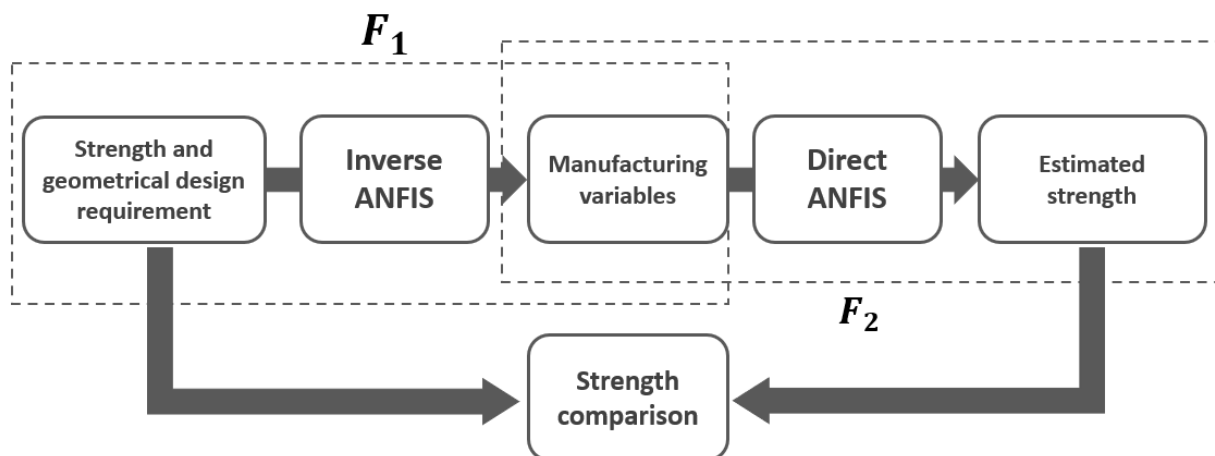 F1
Strength and
geometrical design
requirement
Inverse
ANFIS
Manufacturing
variables
Direct
ANFIS
Estimated
strength
F2
Strength
comparison